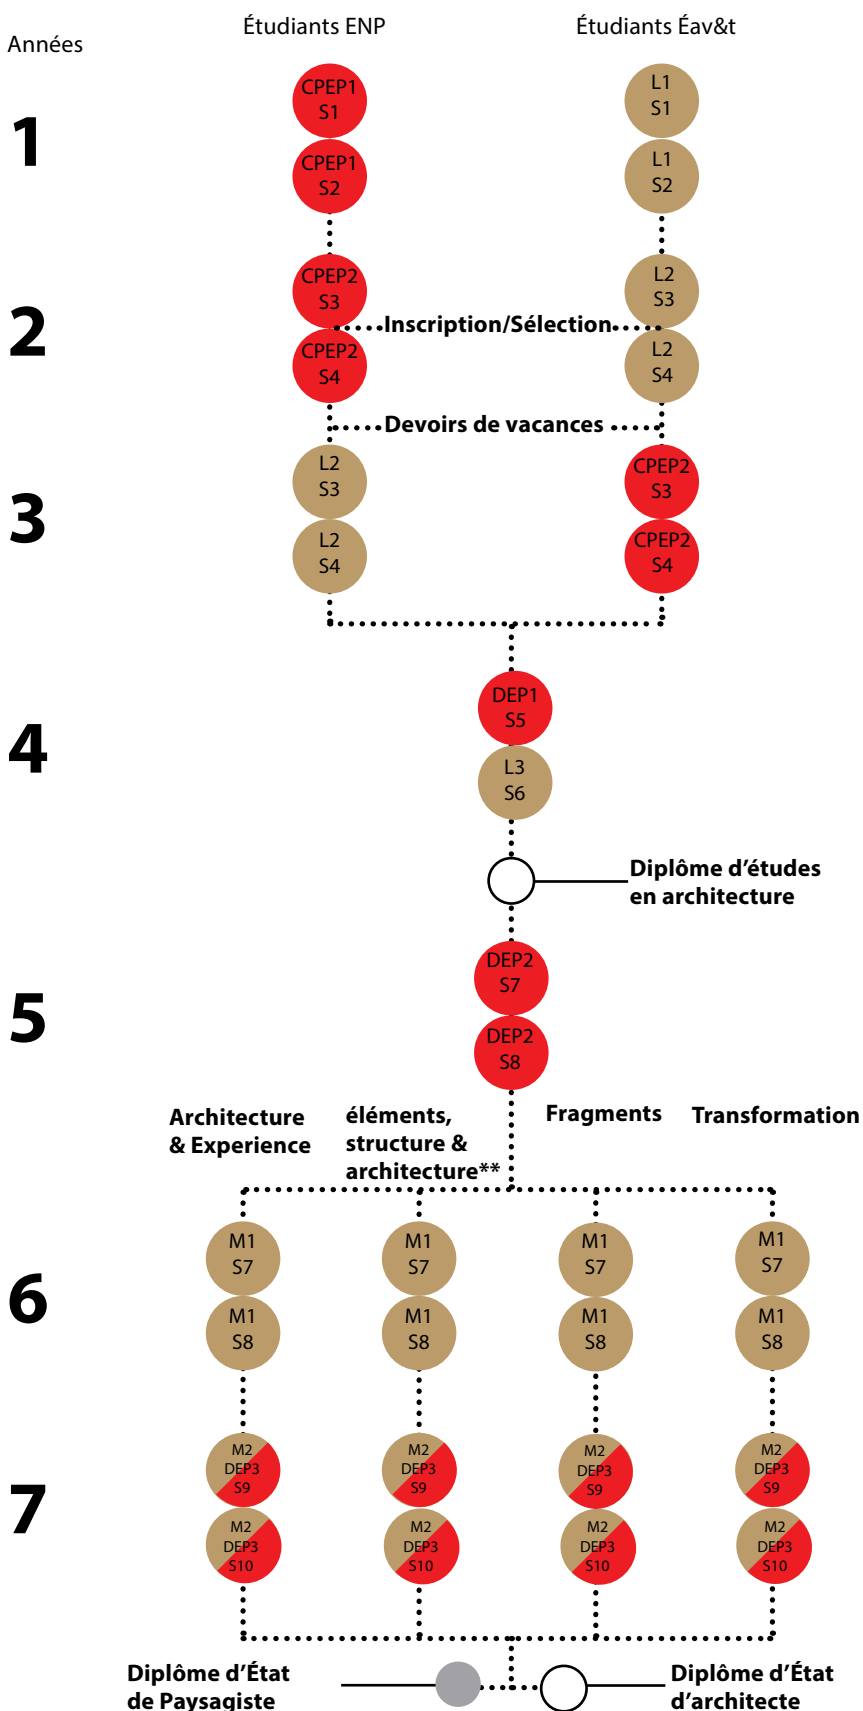 Années
Étudiants ENP
Étudiants Éav&t
1
CPEP1
S1
L1
S1
CPEP1
S2
L1
S2
2
CPEP2
S3
L2
S3
Inscription/Sélection
CPEP2
S4
L2
S4
Devoirs de vacances
3
L2
S3
CPEP2
S3
L2
S4
CPEP2
S4
4
DEP1
S5
L3
S6
Diplôme d’études
en architecture
5
DEP2
S7
DEP2
S8
Architecture
& Experience
éléments,
structure &
architecture**
Fragments
Transformation
6
M1
S7
M1
S7
M1
S7
M1
S7
M1
S8
M1
S8
M1
S8
M1
S8
7
M2
DEP3
S9
M2
DEP3
S9
M2
DEP3
S9
M2
DEP3
S9
M2
DEP3
S10
M2
DEP3
S10
M2
DEP3
S10
M2
DEP3
S10
Diplôme d’État
de Paysagiste
Diplôme d’État
d’architecte